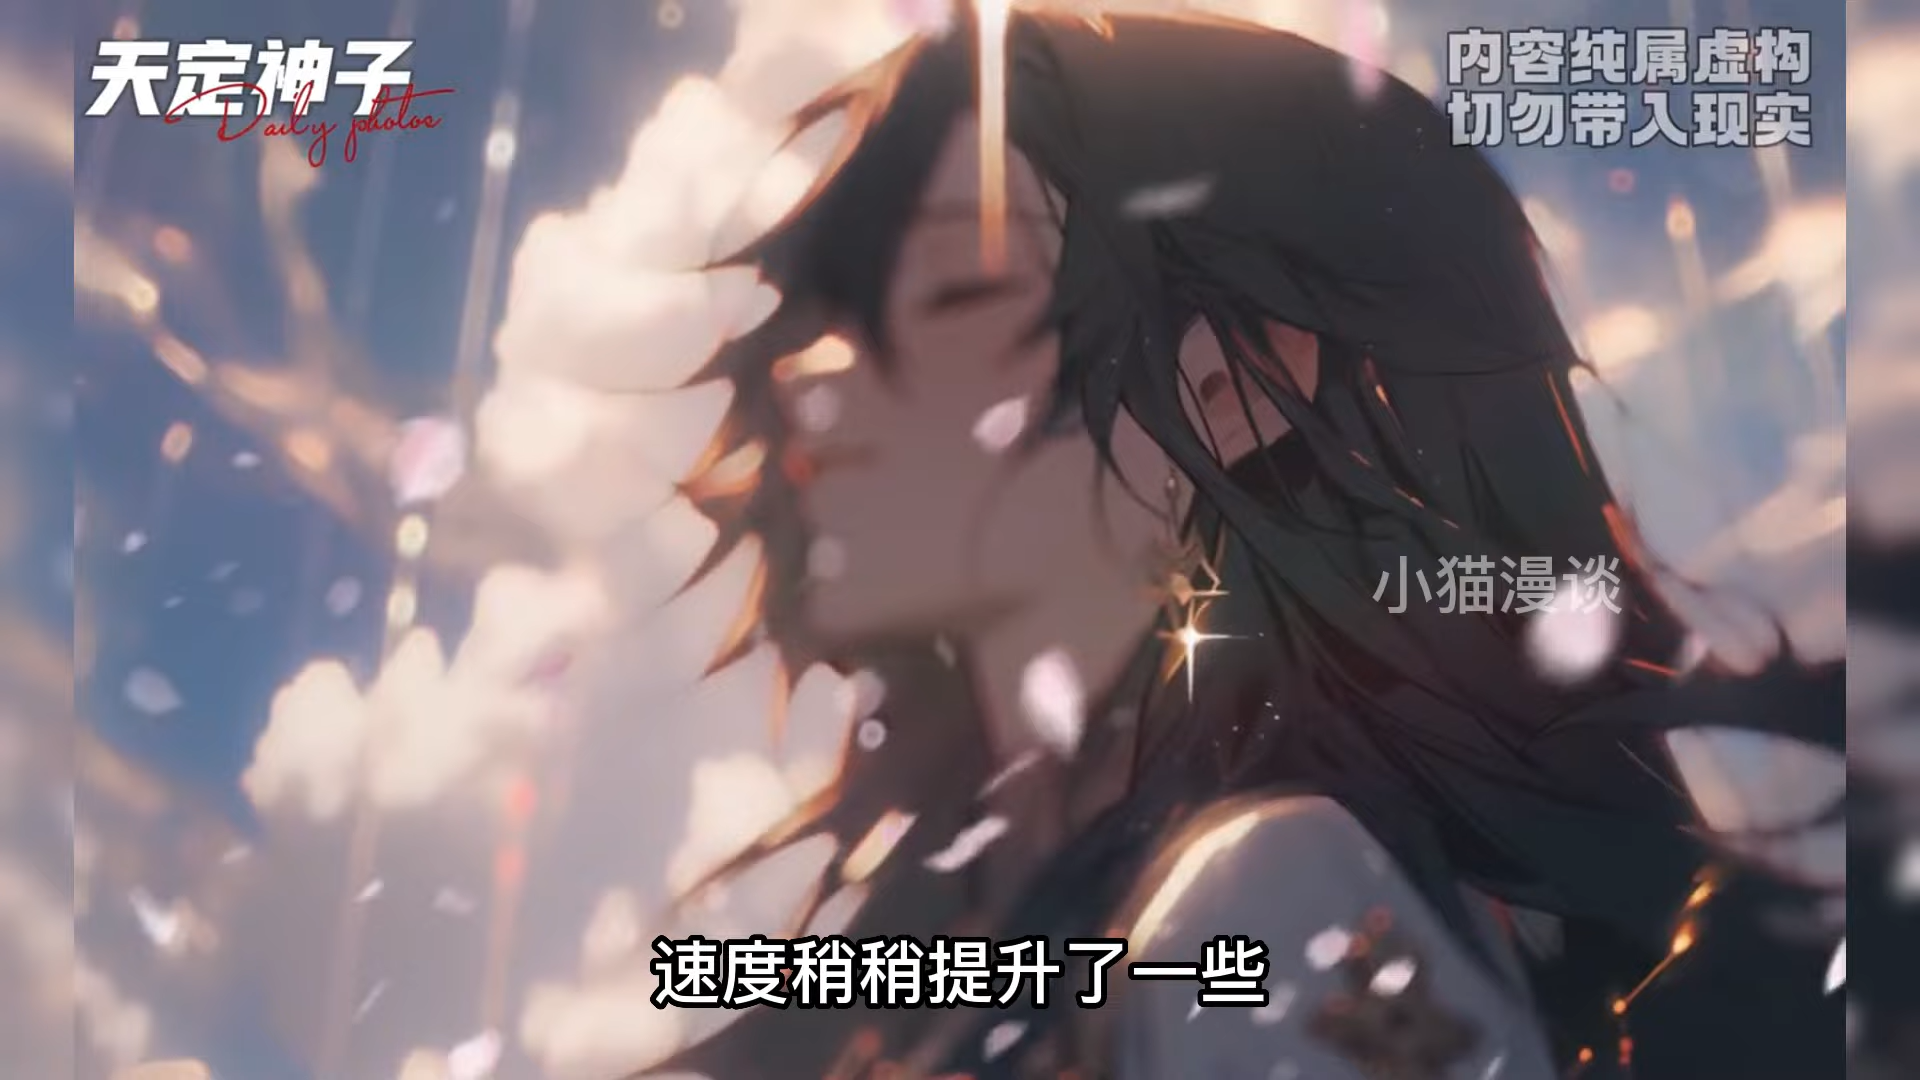 天定神子
Daily photos
内容纯属虚构
切勿带入现实
小猫漫谈
速度稍稍提升了一些